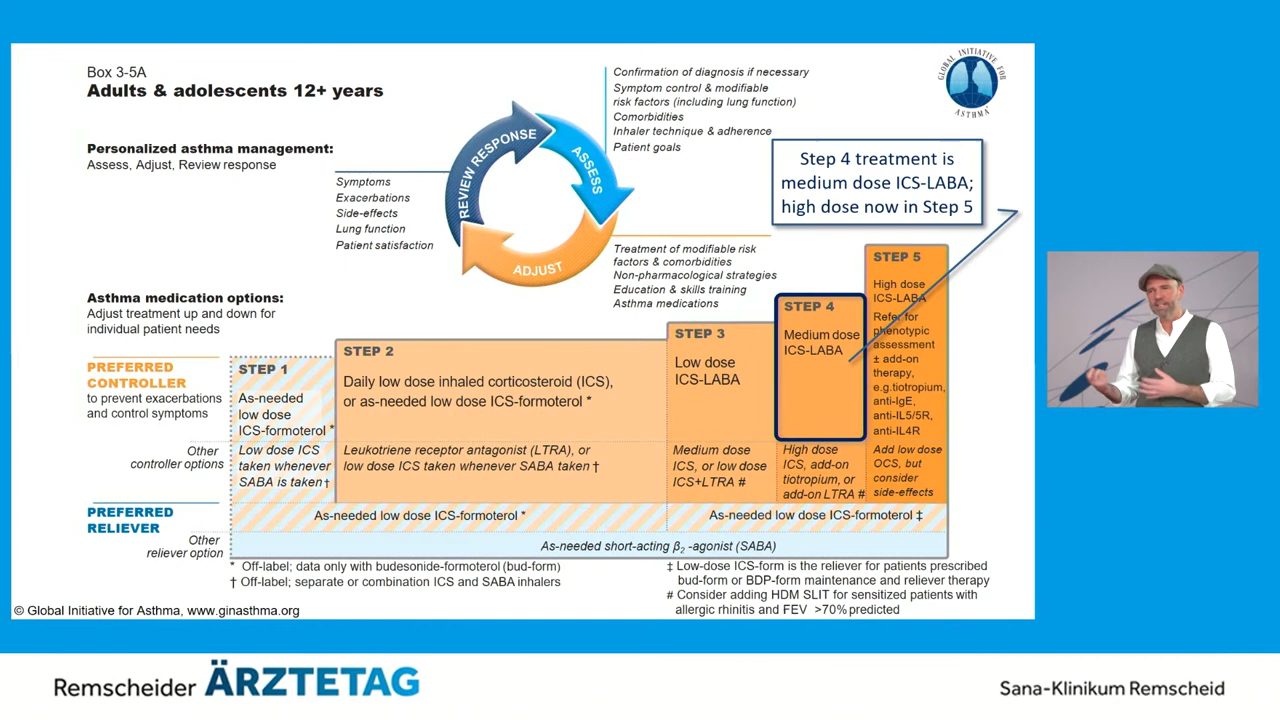 Box 3-5A
Adults & adolescents 12+ years
Personalized asthma management:
Assess, Adjust, Review response
Symptoms
Exacerbations
Side-effects
Lung function
Patient satisfaction
REVIEW RESPONSE
ASSESS
ADJUST
Confirmation of diagnosis if necessary
Symptom control & modifiable
risk factors (including lung function)
Comorbidities
Inhaler technique & adherence
Patient goals
GLOBAL INITIATIVE FOR
ASTHMA
Step 4 treatment is
medium dose ICS-LABA;
high dose now in Step 5
Treatment of modifiable risk
factors & comorbidities
Non-pharmacological strategies
Education & skills training
Asthma medications
Asthma medication options:
Adjust treatment up and down for
individual patient needs
PREFERRED
CONTROLLER
to prevent exacerbations
and control symptoms
STEP 1
As-needed
low dose
ICS-formoterol *
STEP 2
Daily low dose inhaled corticosteroid (ICS),
or as-needed low dose ICS-formoterol *
STEP 3
Low dose
ICS-LABA
STEP 4
Medium dose
ICS-LABA
STEP 5
High dose
ICS-LABA
Refer for
phenotypic
assessment
± add-on
therapy,
e.g.tiotropium,
anti-IgE,
anti-IL5/5R,
anti-IL4R
Other
controller options
Low dose ICS
taken whenever
SABA is taken†
Leukotriene receptor antagonist (LTRA), or
low dose ICS taken whenever SABA taken †
Medium dose
ICS, or low dose
ICS+LTRA #
High dose
ICS, add-on
tiotropium, or
add-on LTRA #
Add low dose
OCS, but
consider
side-effects
PREFERRED
RELIEVER
As-needed low dose ICS-formoterol *
As-needed low dose ICS-formoterol ‡
Other
reliever option
As-needed short-acting β2 -agonist (SABA)
* Off-label; data only with budesonide-formoterol (bud-form)
† Off-label; separate or combination ICS and SABA inhalers
‡ Low-dose ICS-form is the reliever for patients prescribed
bud-form or BDP-form maintenance and reliever therapy
# Consider adding HDM SLIT for sensitized patients with
allergic rhinitis and FEV >70% predicted
© Global Initiative for Asthma, www.ginasthma.org
Remscheider ÄRZTETAG
Sana-Klinikum Remscheid